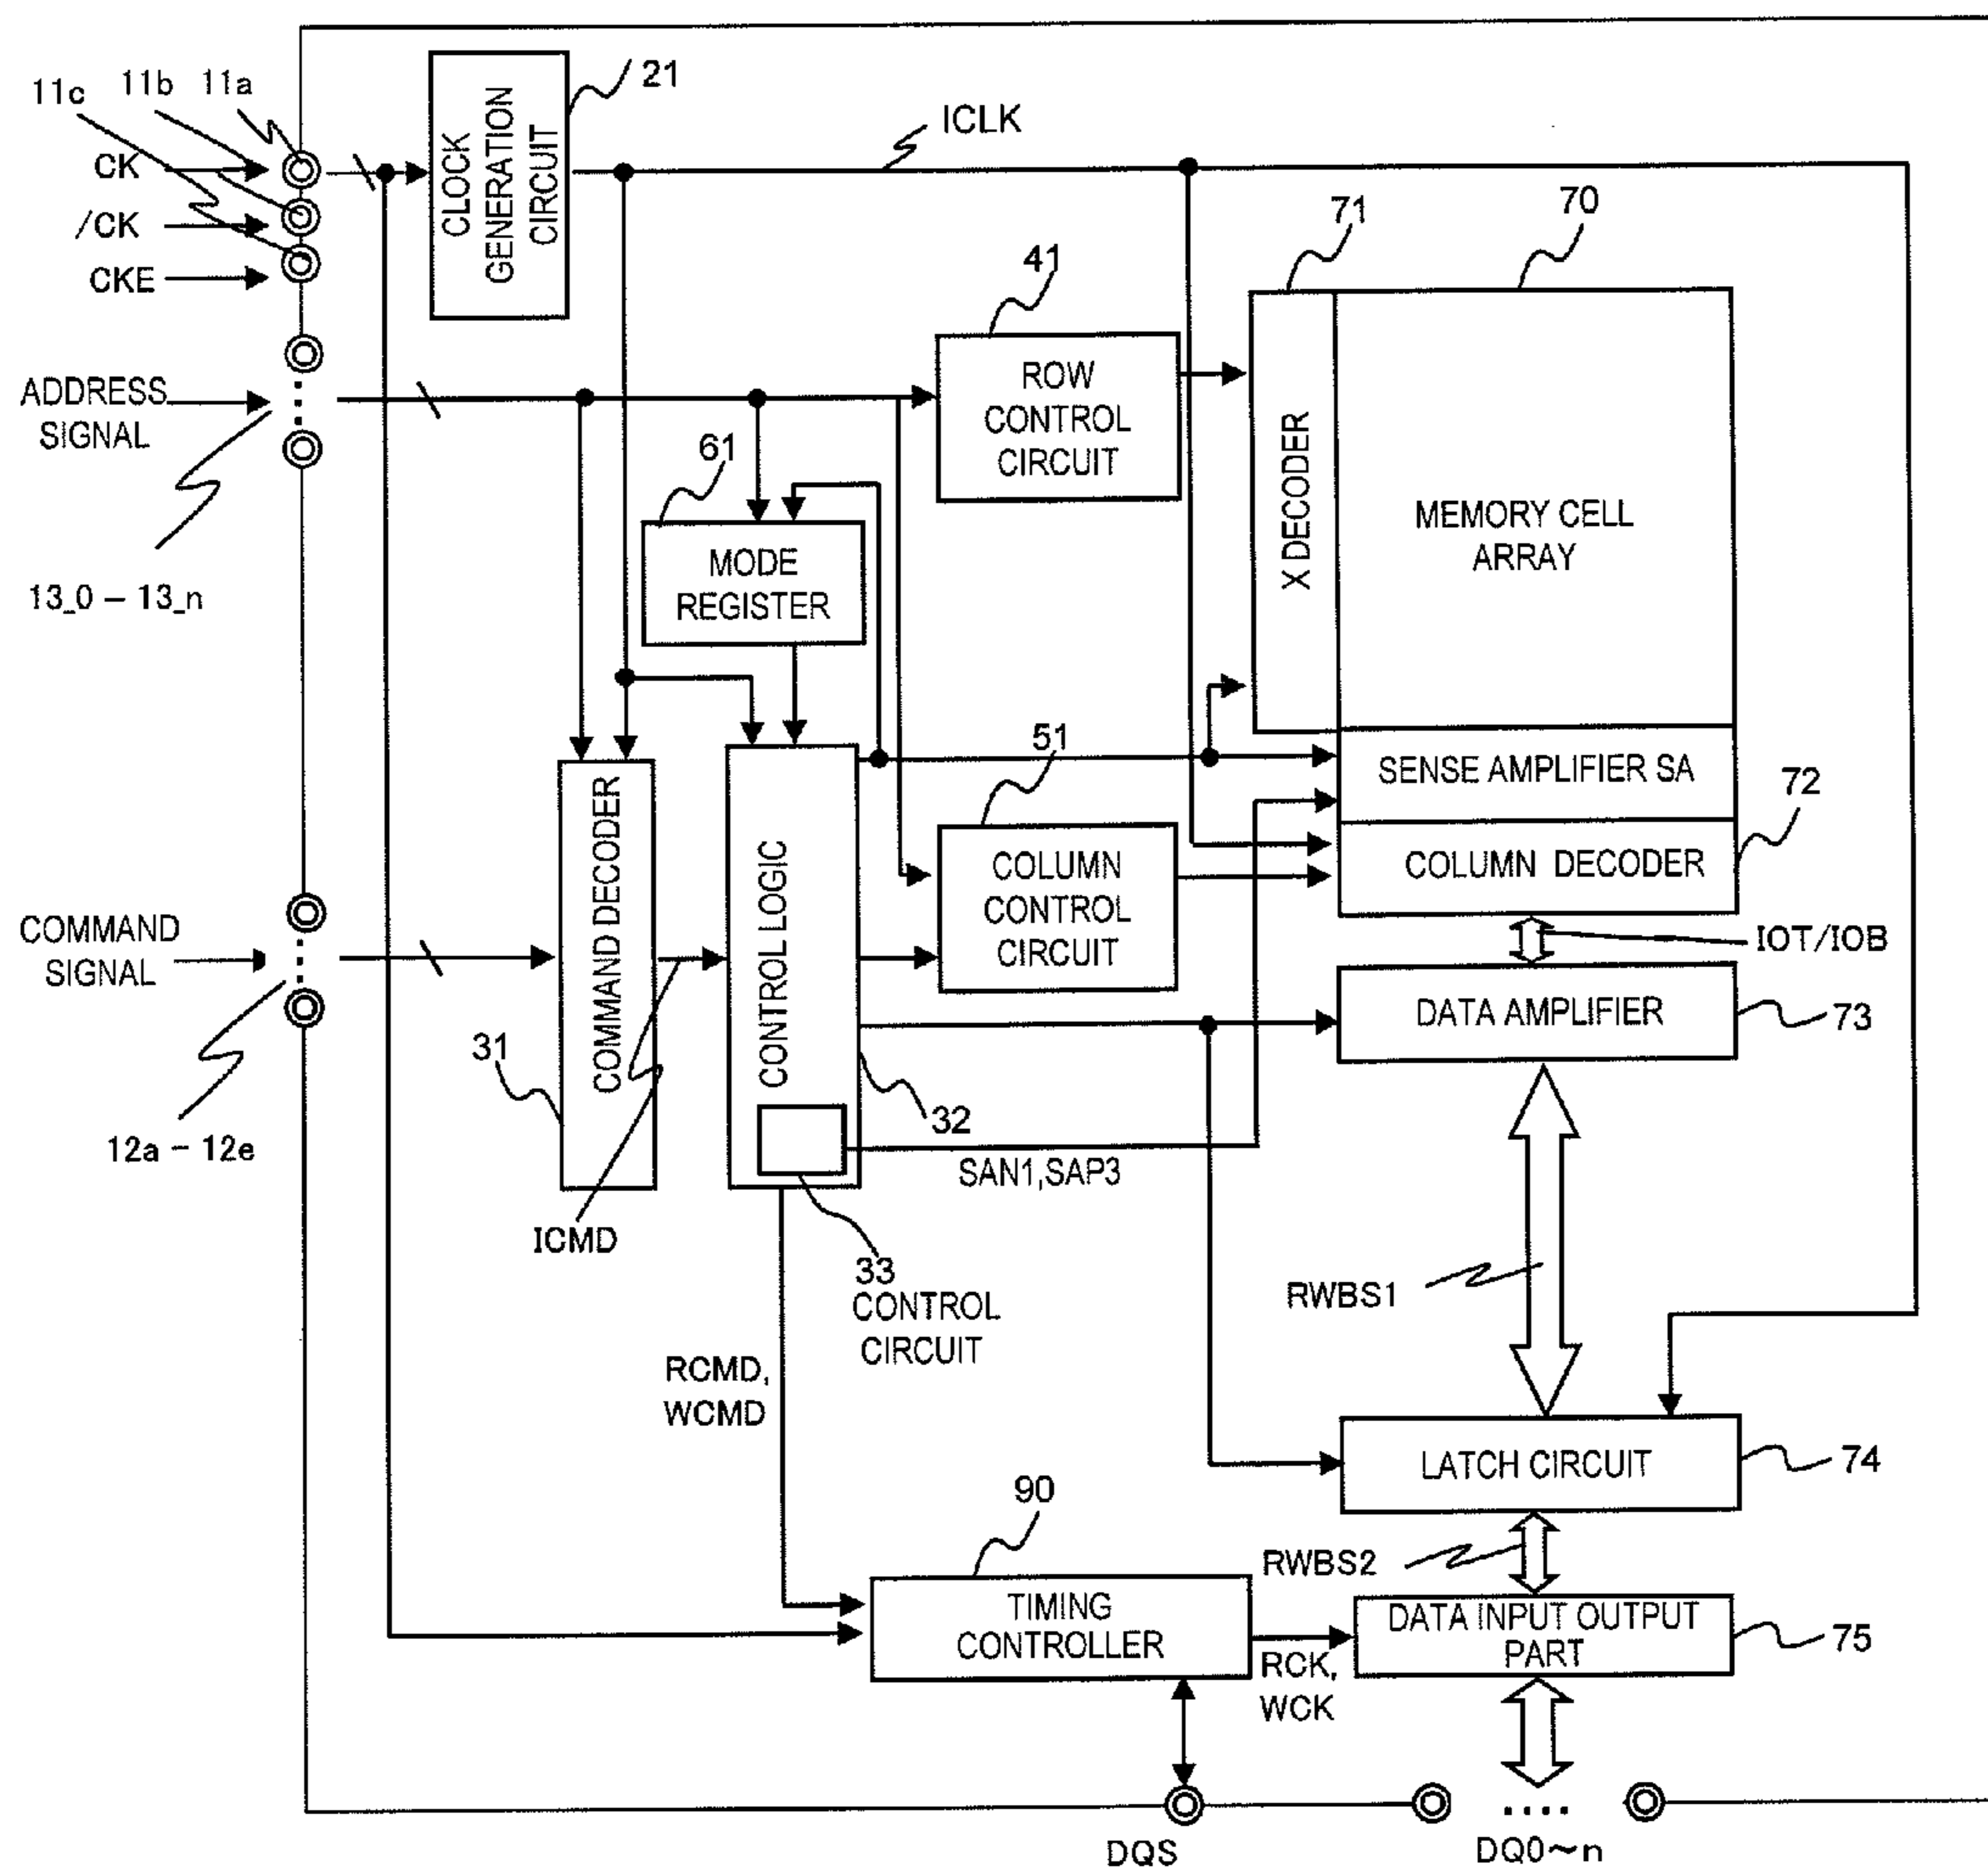 11c
11b
11a
CK
/CK
CKE
CLOCK
GENERATION
CIRCUIT
21
ICLK
ADDRESS
SIGNAL
13_0 – 13_n
41
ROW
CONTROL
CIRCUIT
71
70
X DECODER
MEMORY CELL
ARRAY
61
MODE
REGISTER
SENSE AMPLIFIER SA
72
COLUMN DECODER
51
COLUMN
CONTROL
CIRCUIT
COMMAND
SIGNAL
12a – 12e
COMMAND DECODER
31
CONTROL LOGIC
32
ICMD
SAN1,SAP3
33
CONTROL
CIRCUIT
IOT/IOB
DATA AMPLIFIER
73
RWBS1
RCMD,
WCMD
LATCH CIRCUIT
74
RWBS2
90
TIMING
CONTROLLER
RCK,
WCK
DATA INPUT OUTPUT
PART
75
DQS
DQ0～n